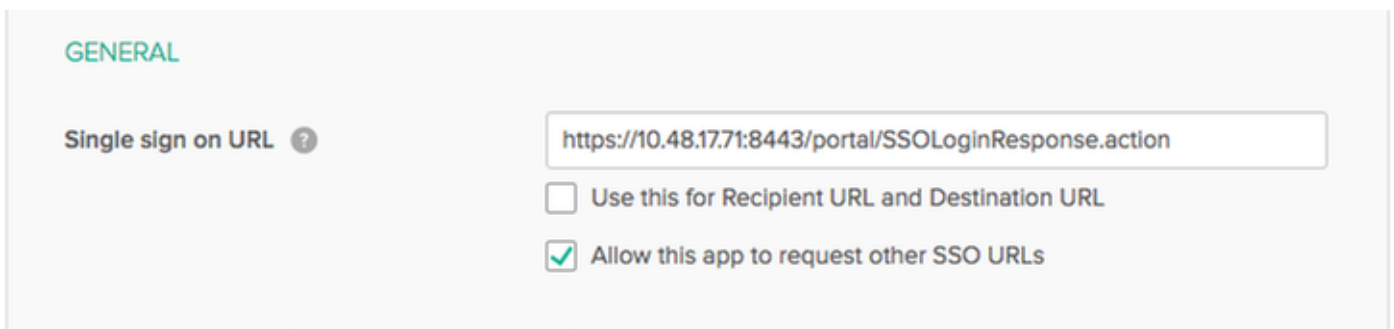 GENERAL
Single sign on URL ?
https://10.48.17.71:8443/portal/SSOLoginResponse.action
Use this for Recipient URL and Destination URL
Allow this app to request other SSO URLs